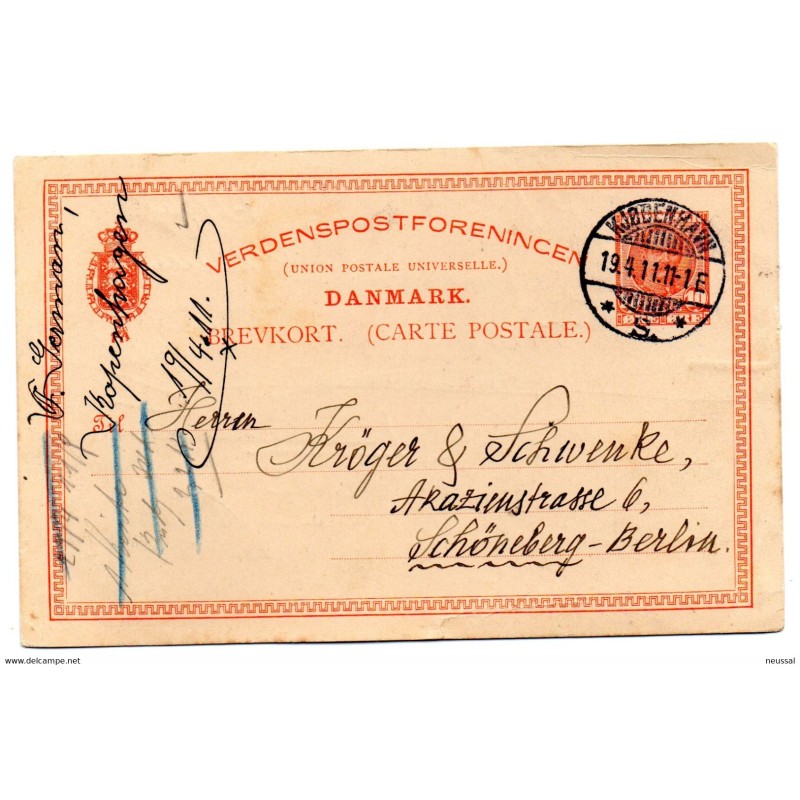 VERDENSPOSTFORENINGEN
(UNION POSTALE UNIVERSELLE.)
DANMARK.
BREVKORT. (CARTE POSTALE.)
KJØBENHAVN
19.4.11.11-1E
* S. *
Kopenhagen
19/4.11.
Til
Herren
Kröger & Schwenke,
Akazienstrasse 6,
Schöneberg-Berlin.
www.delcampe.net
neussal